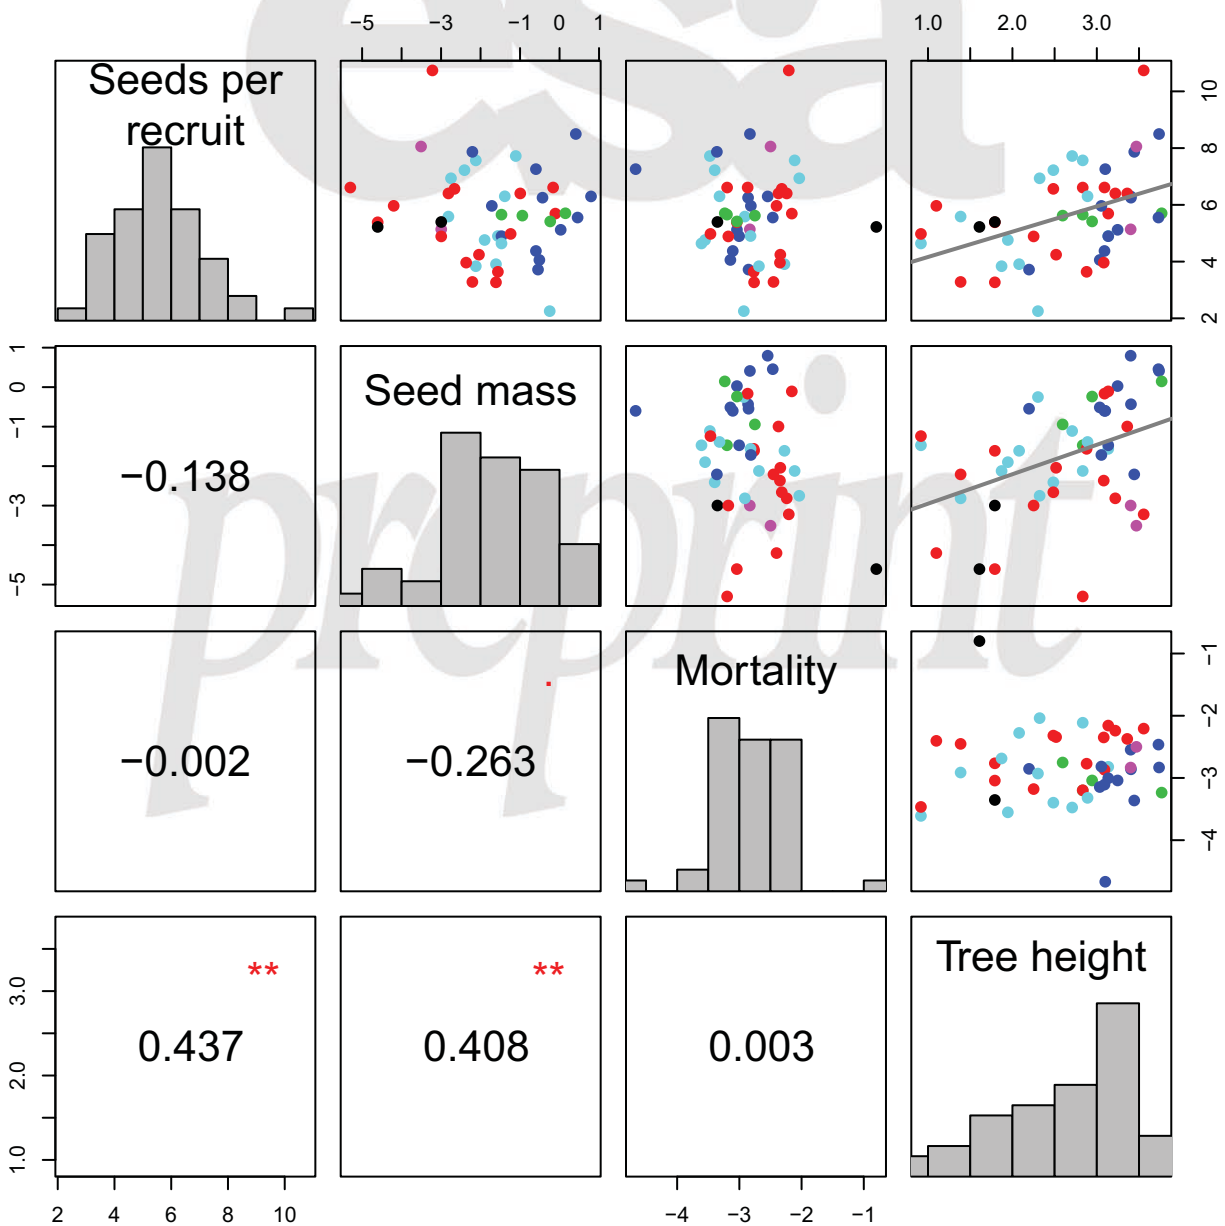 −5 −3 −1 0 1 1.0 2.0 3.0
Seeds per
recruit
2 4 6 8 10
−5 −3 −1 0 1
Seed mass
−0.138
−0.002
−0.263
.
Mortality
−4 −3 −2 −1
1.0 2.0 3.0
0.437
**
0.408
**
0.003
Tree height
2 4 6 8 10 −4 −3 −2 −1
esa
preprint